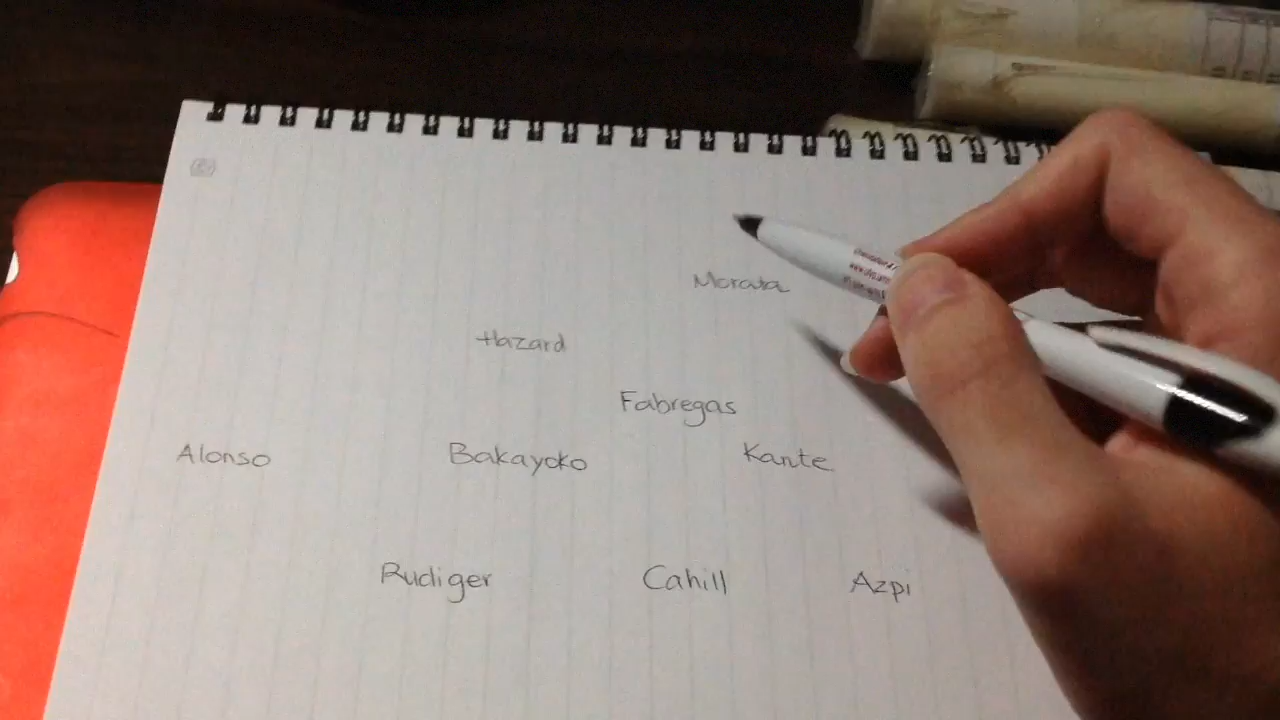 Morata
Hazard
Fabregas
Alonso Bakayoko Kante
Rudiger Cahill Azpi